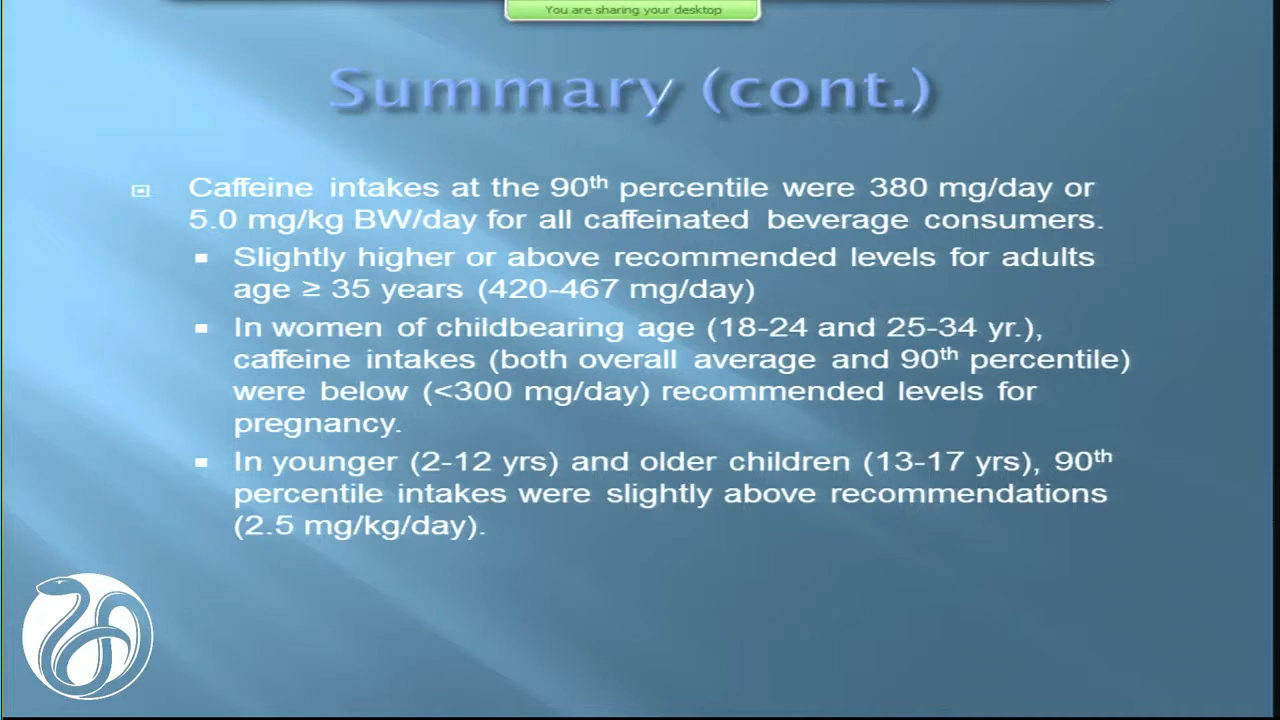 You are sharing your desktop
Summary (cont.)
Caffeine intakes at the 90th percentile were 380 mg/day or
5.0 mg/kg BW/day for all caffeinated beverage consumers.
Slightly higher or above recommended levels for adults
age ≥ 35 years (420-467 mg/day)
In women of childbearing age (18-24 and 25-34 yr.),
caffeine intakes (both overall average and 90th percentile)
were below (<300 mg/day) recommended levels for
pregnancy.
In younger (2-12 yrs) and older children (13-17 yrs), 90th
percentile intakes were slightly above recommendations
(2.5 mg/kg/day).